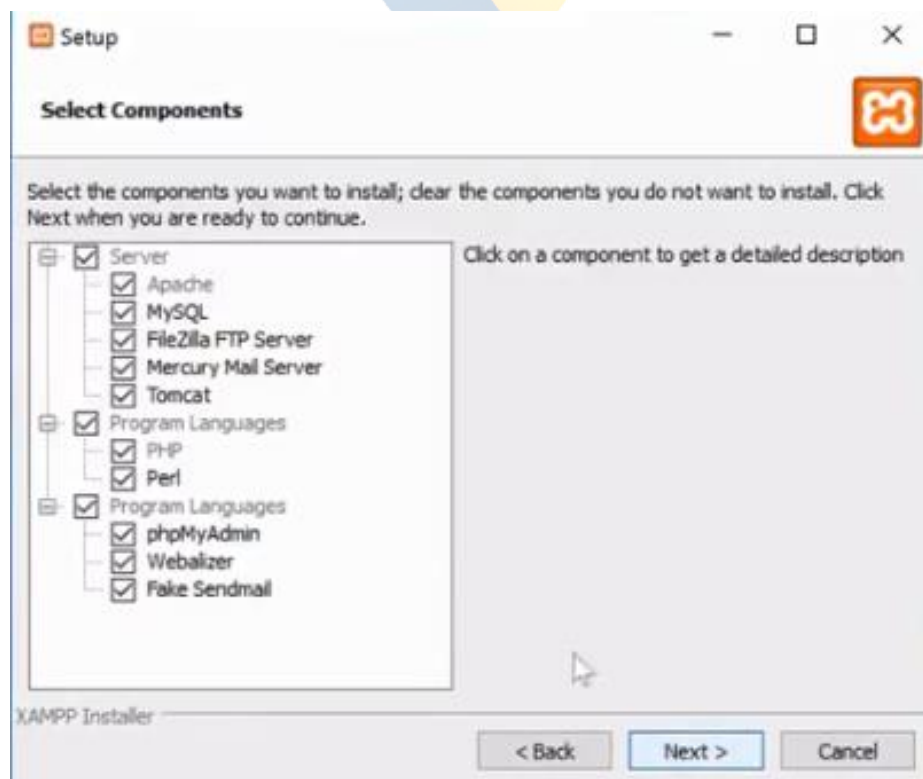 Setup
Select Components
Select the components you want to install; clear the components you do not want to install. Click
Next when you are ready to continue.
Server
Apache
MySQL
FileZilla FTP Server
Mercury Mail Server
Tomcat
Program Languages
PHP
Perl
Program Languages
phpMyAdmin
Webalizer
Fake Sendmail
Click on a component to get a detailed description
XAMPP Installer
< Back
Next >
Cancel